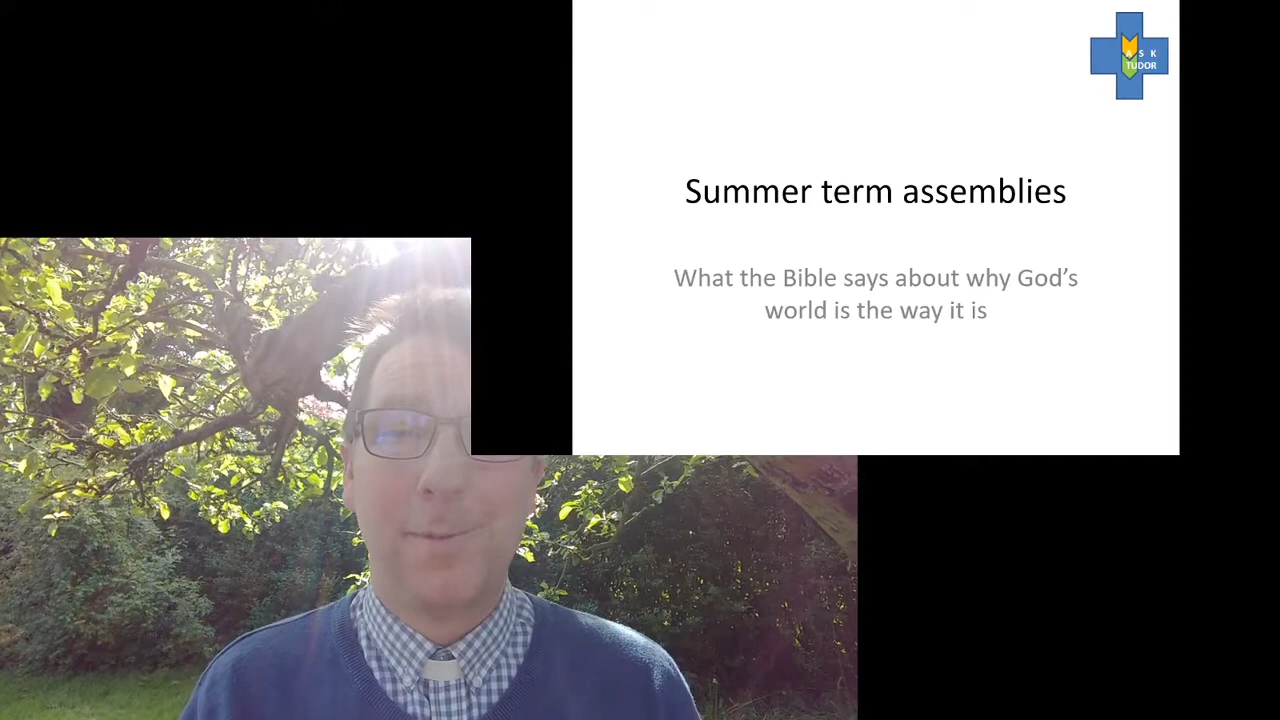 A S K
TUDOR
Summer term assemblies
What the Bible says about why God’s
world is the way it is